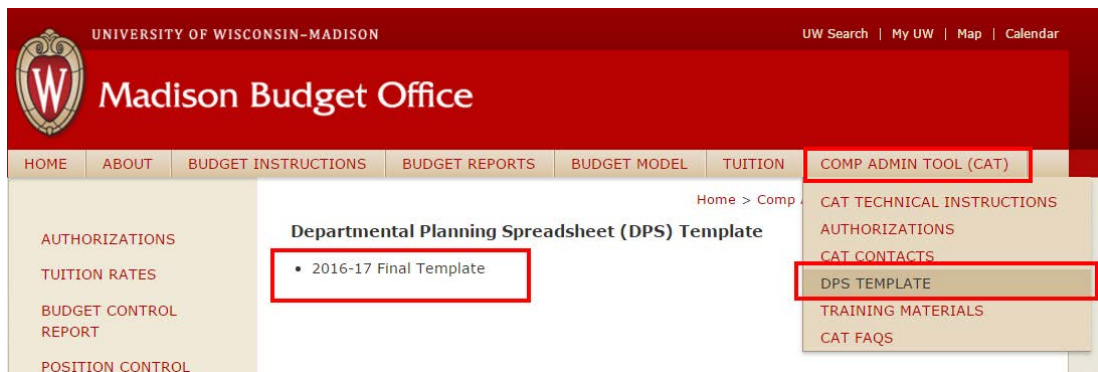 UNIVERSITY OF WISCONSIN–MADISON
UW Search | My UW | Map | Calendar
W
Madison Budget Office
HOME ABOUT BUDGET INSTRUCTIONS BUDGET REPORTS BUDGET MODEL TUITION COMP ADMIN TOOL (CAT)
Home > Comp
CAT TECHNICAL INSTRUCTIONS
AUTHORIZATIONS
CAT CONTACTS
DPS TEMPLATE
TRAINING MATERIALS
CAT FAQS
AUTHORIZATIONS
TUITION RATES
BUDGET CONTROL
REPORT
POSITION CONTROL
Departmental Planning Spreadsheet (DPS) Template
• 2016-17 Final Template